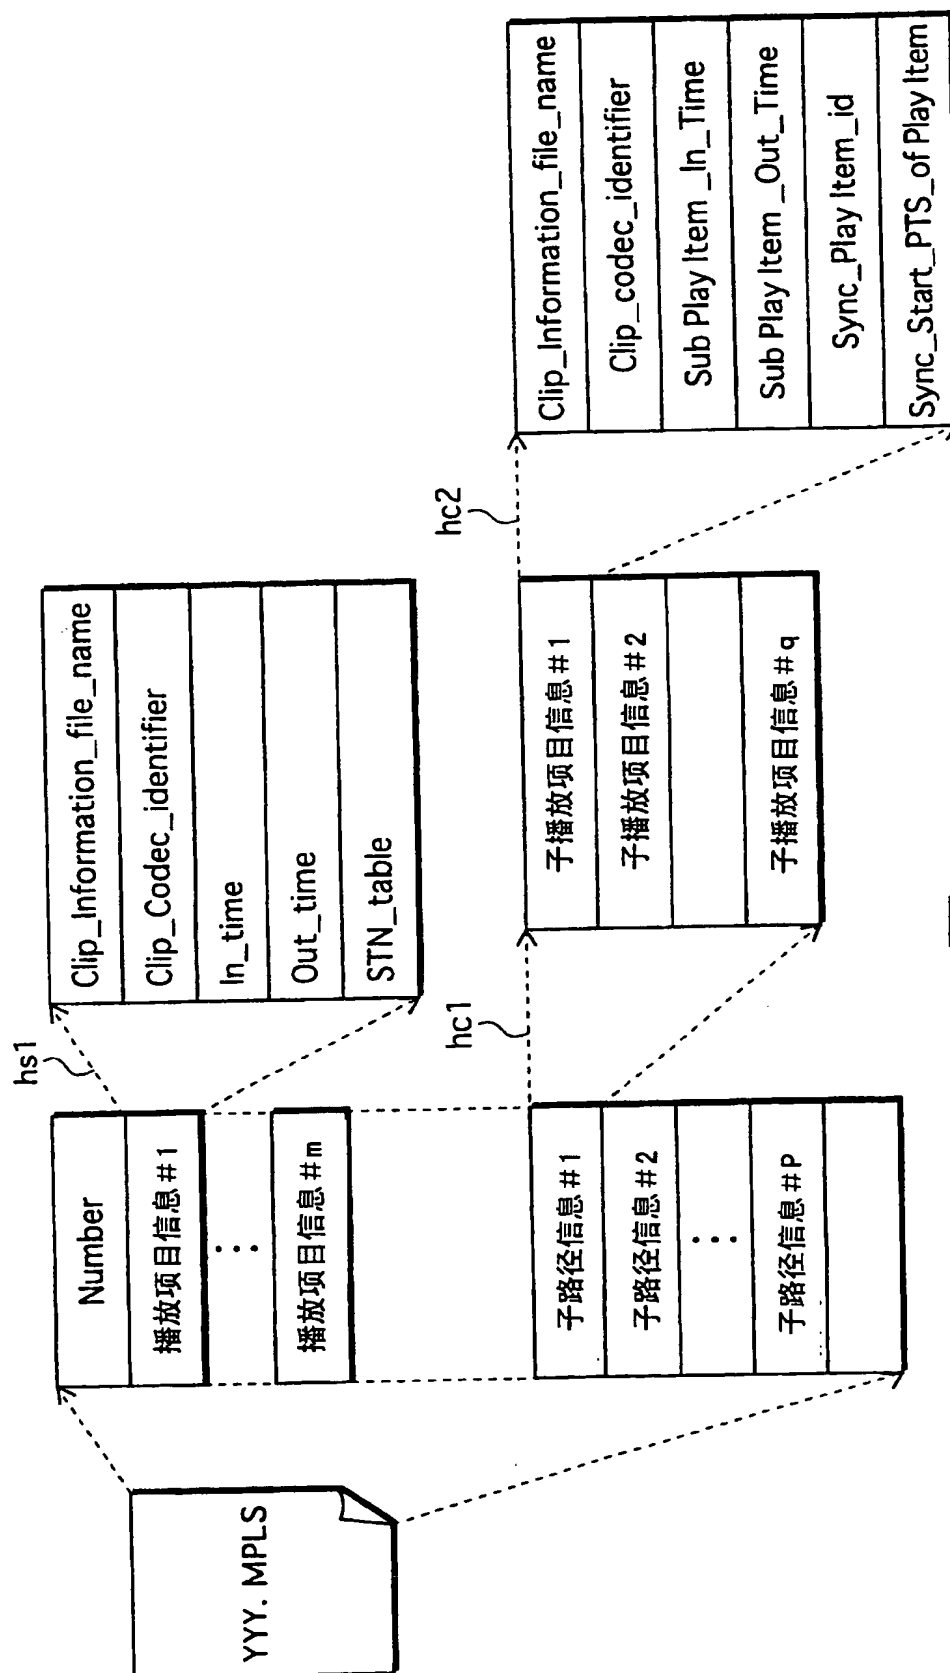 YYY. MPLS
Number
播放项目信息#1
...
播放项目信息#m
子路径信息#1
子路径信息#2
...
子路径信息#P
hs1
Clip_Information_file_name
Clip_Codec_identifier
In_time
Out_time
STN_table
hc1
子播放项目信息#1
子播放项目信息#2
子播放项目信息#q
hc2
Clip_Information_file_name
Clip_codec_identifier
Sub Play Item _In_Time
Sub Play Item _Out_Time
Sync_Play Item_id
Sync_Start_PTS_of Play Item